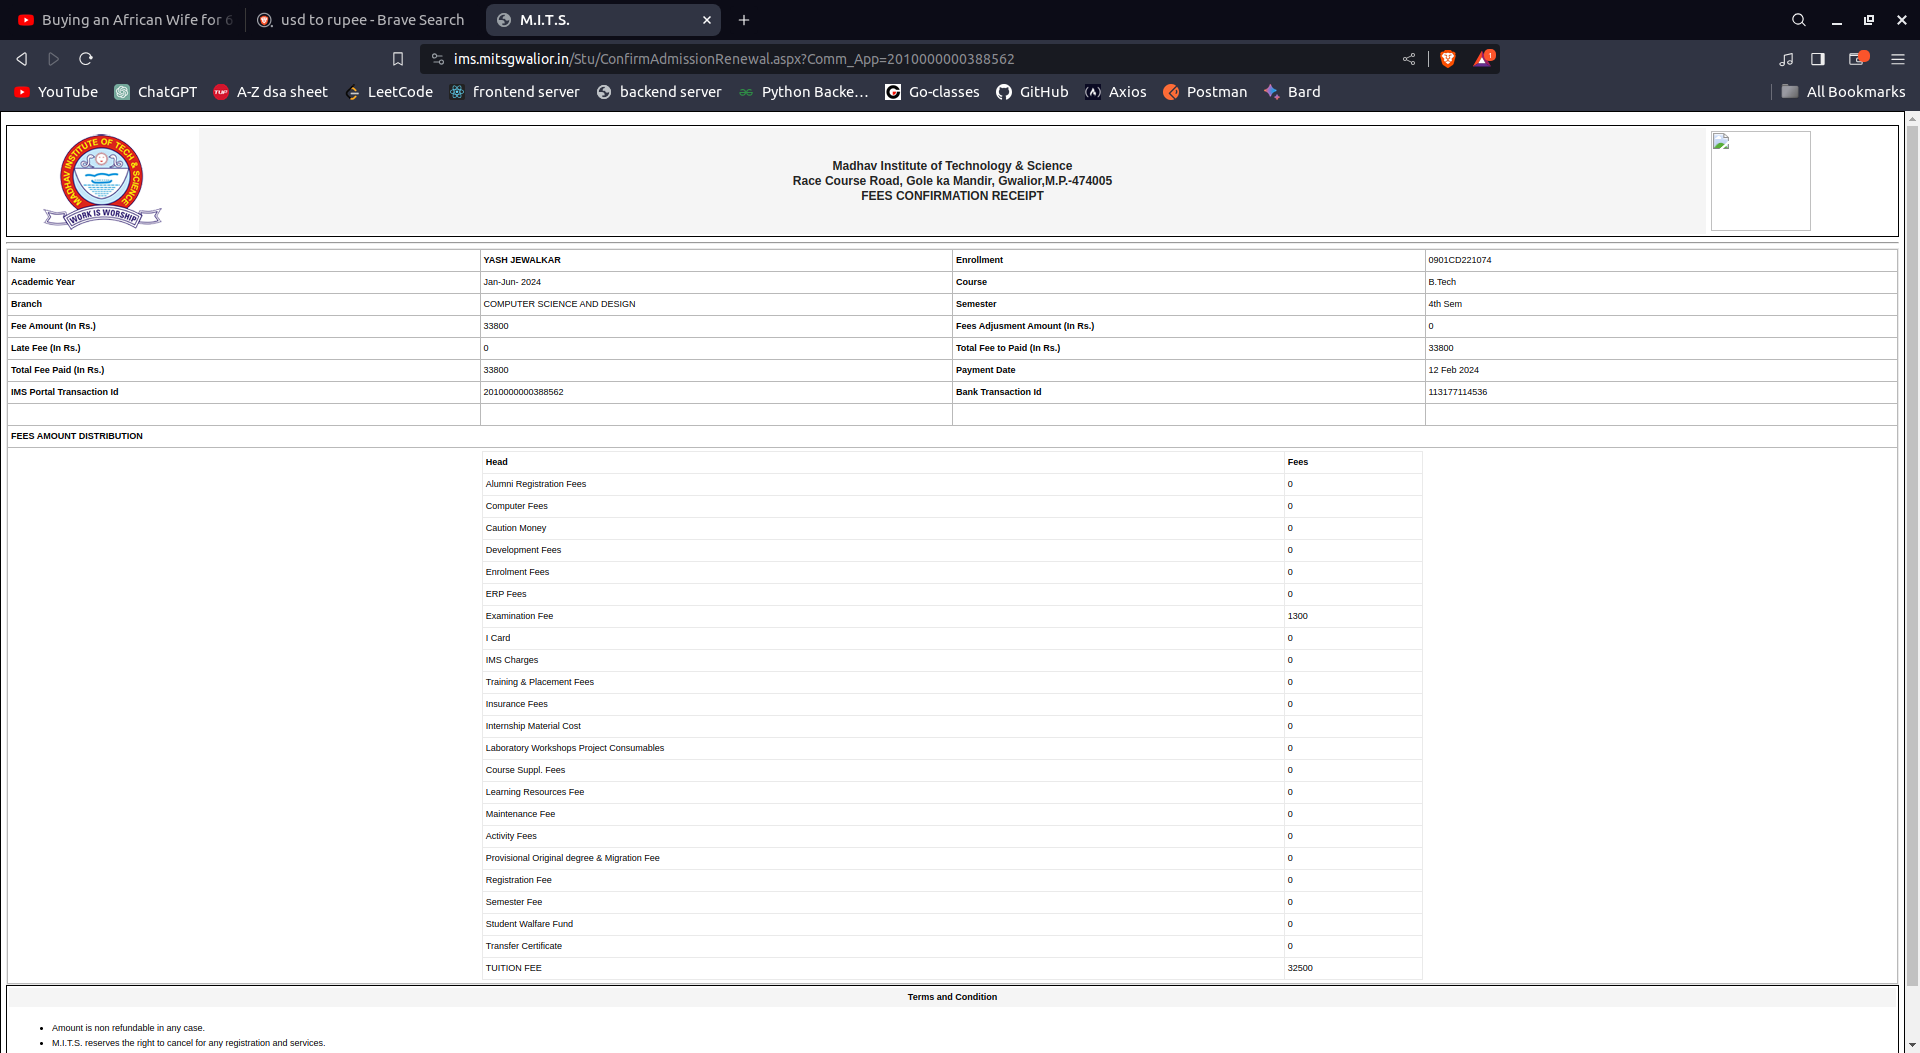 Buying an African Wife for 6
usd to rupee - Brave Search
M.I.T.S.
ims.mitsgwalior.in/Stu/ConfirmAdmissionRenewal.aspx?Comm_App=2010000000388562
1
YouTube ChatGPT A-Z dsa sheet LeetCode frontend server backend server Python Backe... Go-classes GitHub Axios Postman Bard All Bookmarks
MADHAV INSTITUTE OF TECH & SCIENCE
WORK IS WORSHIP
Madhav Institute of Technology & Science
Race Course Road, Gole ka Mandir, Gwalior,M.P.-474005
FEES CONFIRMATION RECEIPT
Name YASH JEWALKAR Enrollment 0901CD221074
Academic Year Jan-Jun- 2024 Course B.Tech
Branch COMPUTER SCIENCE AND DESIGN Semester 4th Sem
Fee Amount (In Rs.) 33800 Fees Adjusment Amount (In Rs.) 0
Late Fee (In Rs.) 0 Total Fee to Paid (In Rs.) 33800
Total Fee Paid (In Rs.) 33800 Payment Date 12 Feb 2024
IMS Portal Transaction Id 2010000000388562 Bank Transaction Id 113177114536
FEES AMOUNT DISTRIBUTION
Head Fees
Alumni Registration Fees 0
Computer Fees 0
Caution Money 0
Development Fees 0
Enrolment Fees 0
ERP Fees 0
Examination Fee 1300
I Card 0
IMS Charges 0
Training & Placement Fees 0
Insurance Fees 0
Internship Material Cost 0
Laboratory Workshops Project Consumables 0
Course Suppl. Fees 0
Learning Resources Fee 0
Maintenance Fee 0
Activity Fees 0
Provisional Original degree & Migration Fee 0
Registration Fee 0
Semester Fee 0
Student Walfare Fund 0
Transfer Certificate 0
TUITION FEE 32500
Terms and Condition
• Amount is non refundable in any case.
• M.I.T.S. reserves the right to cancel for any registration and services.